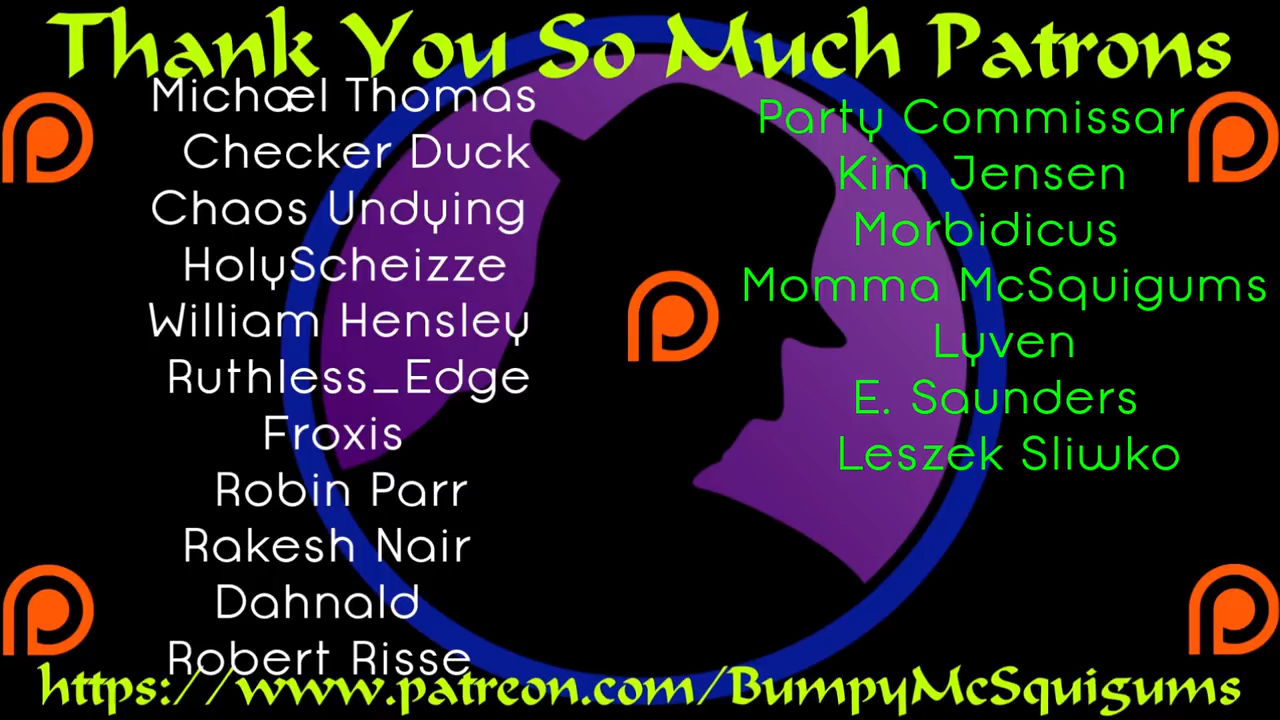 Thank You So Much Patrons
Michael Thomas
Checker Duck
Chaos Undying
HolyScheizze
William Hensley
Ruthless_Edge
Froxis
Robin Parr
Rakesh Nair
Dahnald
Robert Risse
Party Commissar
Kim Jensen
Morbidicus
Momma McSquigums
Lyven
E. Saunders
Leszek Sliwko
https://www.patreon.com/BumpyMcSquigums